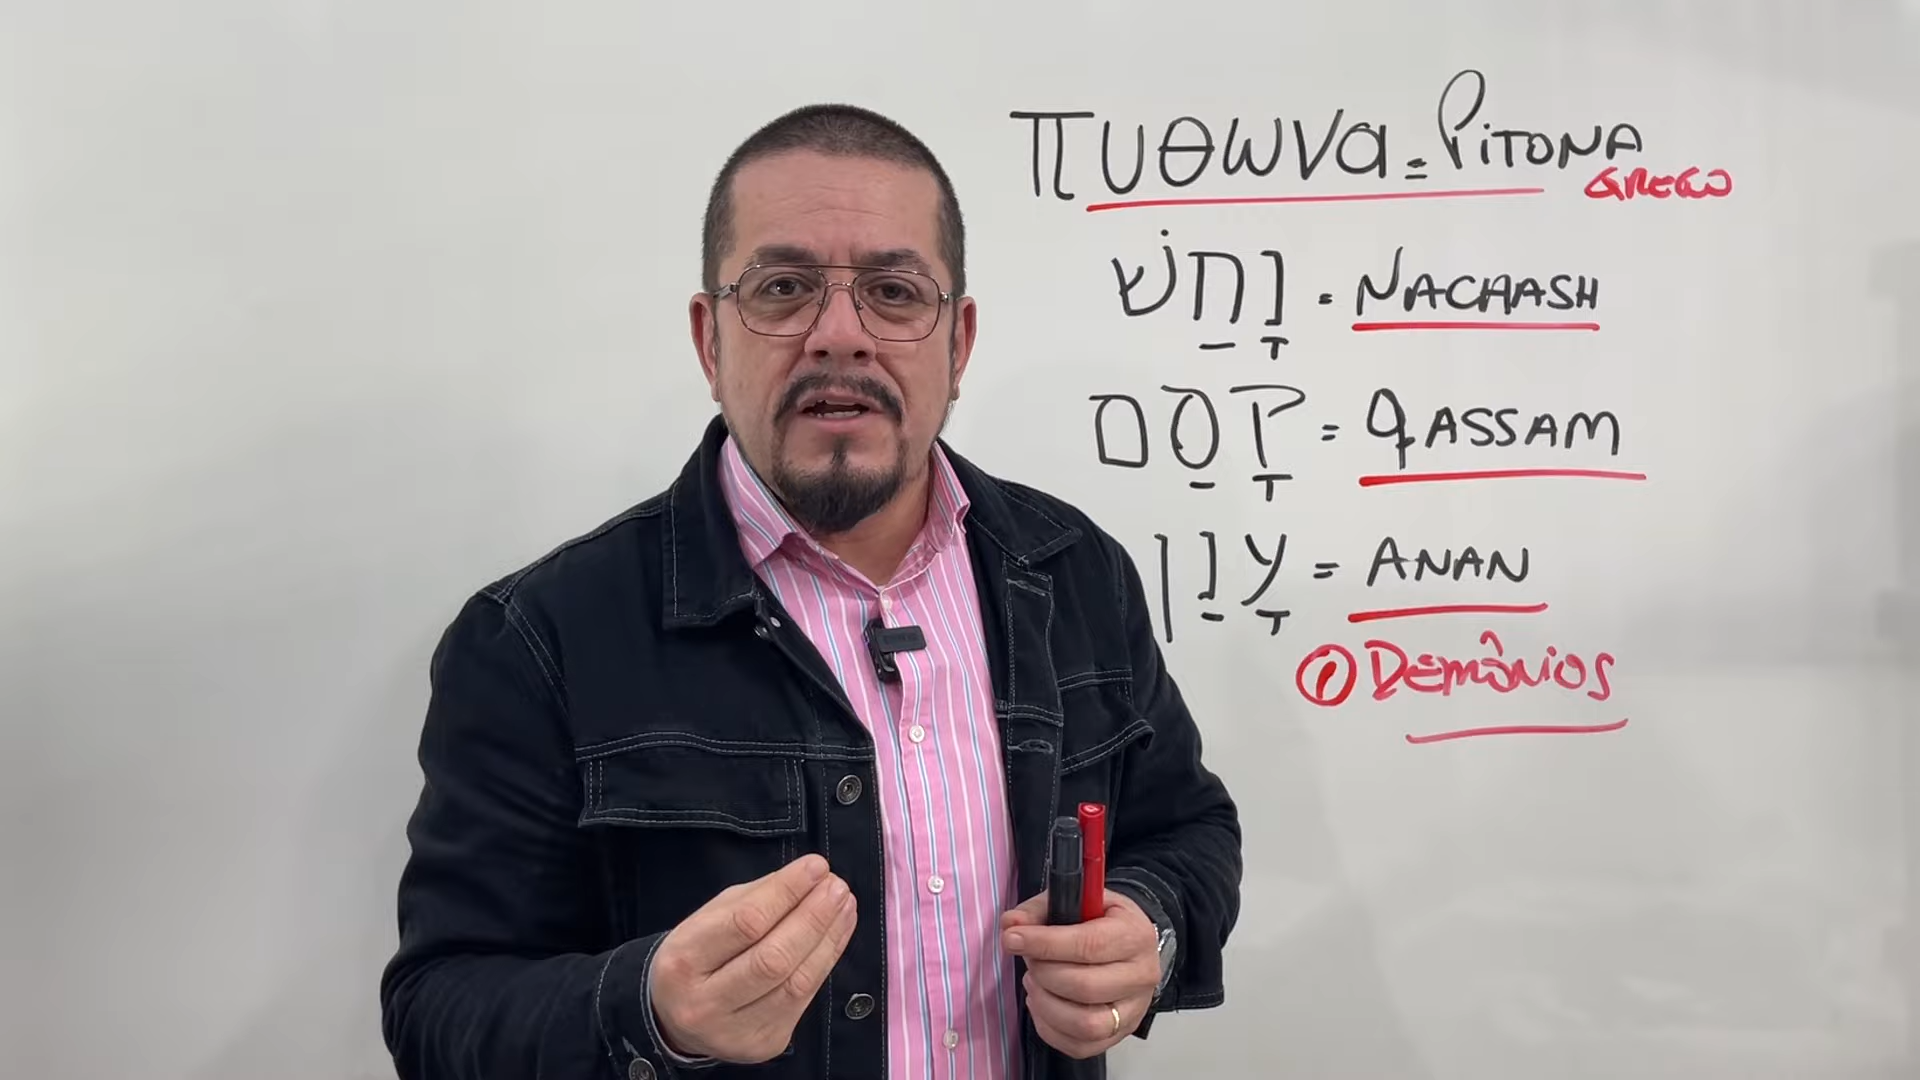 πυθωνα = PiTONA
GREGO
נָחַשׁ = NACHASH
קָסַם = QASSAM
עָנַן = ANAN
① DEMÔNIOS